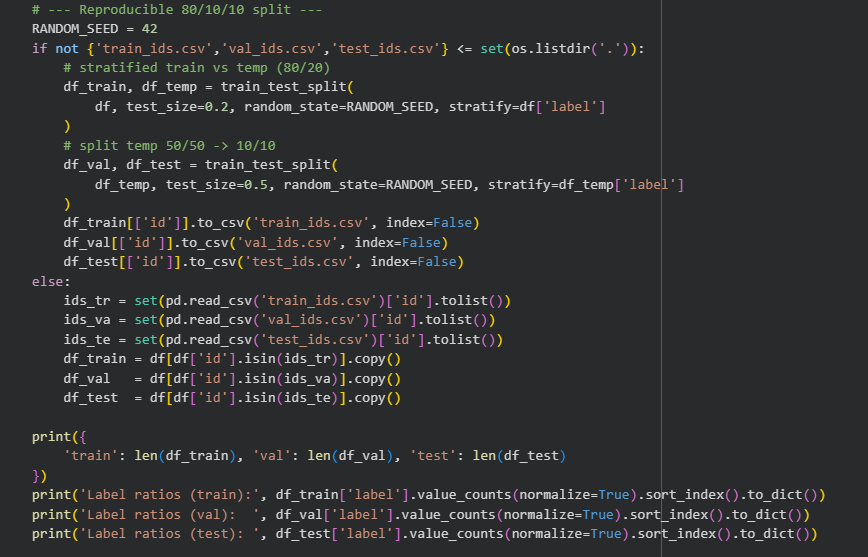 # --- Reproducible 80/10/10 split ---
RANDOM_SEED = 42
if not {'train_ids.csv','val_ids.csv','test_ids.csv'} <= set(os.listdir('.')):
    # stratified train vs temp (80/20)
    df_train, df_temp = train_test_split(
        df, test_size=0.2, random_state=RANDOM_SEED, stratify=df['label']
    )
    # split temp 50/50 -> 10/10
    df_val, df_test = train_test_split(
        df_temp, test_size=0.5, random_state=RANDOM_SEED, stratify=df_temp['label']
    )
    df_train[['id']].to_csv('train_ids.csv', index=False)
    df_val[['id']].to_csv('val_ids.csv', index=False)
    df_test[['id']].to_csv('test_ids.csv', index=False)
else:
    ids_tr = set(pd.read_csv('train_ids.csv')['id'].tolist())
    ids_va = set(pd.read_csv('val_ids.csv')['id'].tolist())
    ids_te = set(pd.read_csv('test_ids.csv')['id'].tolist())
    df_train = df[df['id'].isin(ids_tr)].copy()
    df_val   = df[df['id'].isin(ids_va)].copy()
    df_test  = df[df['id'].isin(ids_te)].copy()

print({
    'train': len(df_train), 'val': len(df_val), 'test': len(df_test)
})
print('Label ratios (train):', df_train['label'].value_counts(normalize=True).sort_index().to_dict())
print('Label ratios (val):  ', df_val['label'].value_counts(normalize=True).sort_index().to_dict())
print('Label ratios (test): ', df_test['label'].value_counts(normalize=True).sort_index().to_dict())